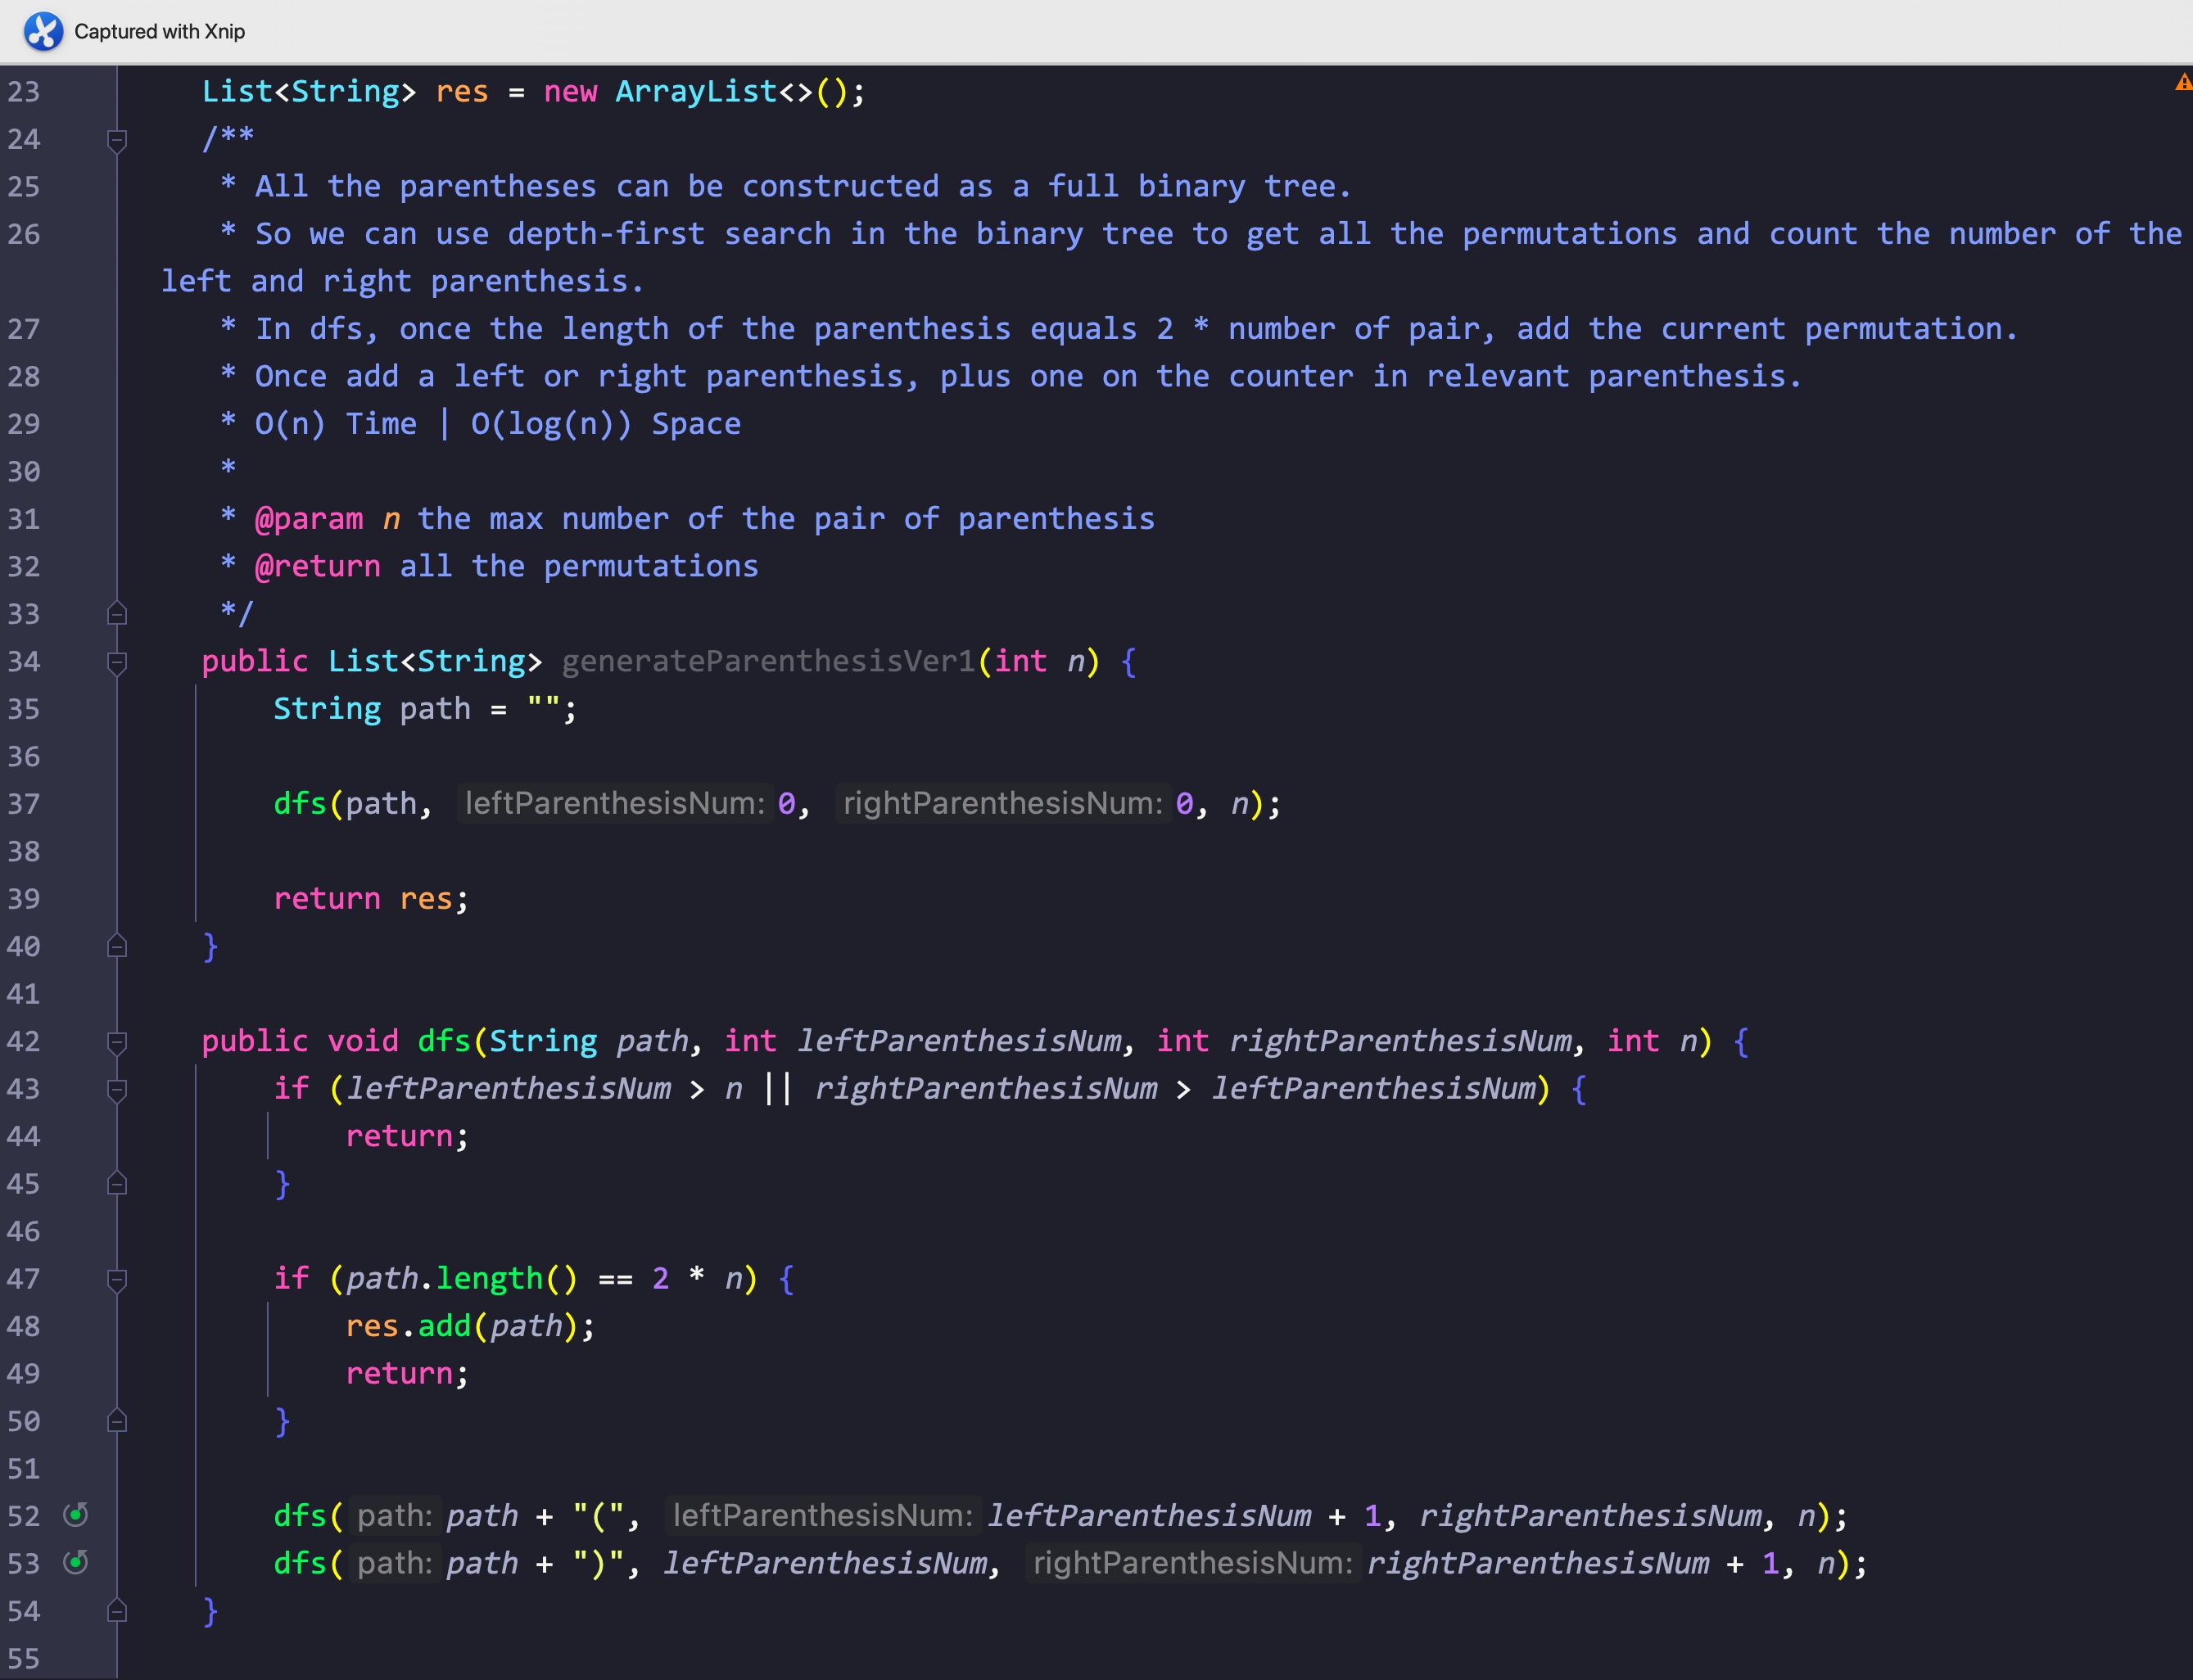 Captured with Xnip
23 List<String> res = new ArrayList<>();
24 /**
25 * All the parentheses can be constructed as a full binary tree.
26 * So we can use depth-first search in the binary tree to get all the permutations and count the number of the
left and right parenthesis.
27 * In dfs, once the length of the parenthesis equals 2 * number of pair, add the current permutation.
28 * Once add a left or right parenthesis, plus one on the counter in relevant parenthesis.
29 * O(n) Time | O(log(n)) Space
30 *
31 * @param n the max number of the pair of parenthesis
32 * @return all the permutations
33 */
34 public List<String> generateParenthesisVer1(int n) {
35 String path = "";
36
37 dfs(path, leftParenthesisNum: 0, rightParenthesisNum: 0, n);
38
39 return res;
40 }
41
42 public void dfs(String path, int leftParenthesisNum, int rightParenthesisNum, int n) {
43 if (leftParenthesisNum > n || rightParenthesisNum > leftParenthesisNum) {
44 return;
45 }
46
47 if (path.length() == 2 * n) {
48 res.add(path);
49 return;
50 }
51
52 dfs( path: path + "(", leftParenthesisNum: leftParenthesisNum + 1, rightParenthesisNum, n);
53 dfs( path: path + ")", leftParenthesisNum, rightParenthesisNum: rightParenthesisNum + 1, n);
54 }
55